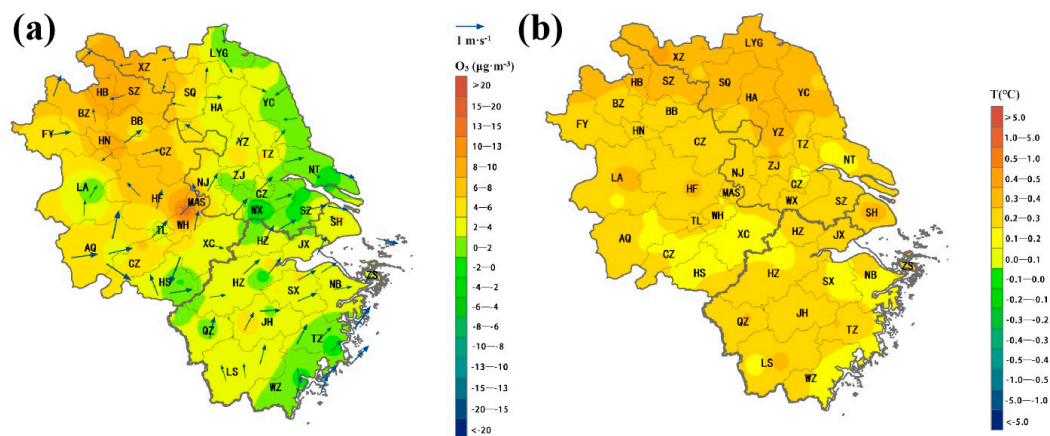 (a)
1 m·s⁻¹
O₃ (μg·m⁻³)
≥20
15—20
13—15
10—13
8—10
6—8
4—6
2—4
0—2
-2—0
-4—-2
-6—-4
-8—-6
-10—-8
-13—-10
-15—-13
-20—-15
<-20
LYG
XZ
HB
SZ
SQ
HA
YC
BZ
BB
FY
HN
CZ
YZ
TZ
LA
NJ
ZJ
NT
HF
MAS
CZ
WX
SZ
SH
TL
WH
AQ
XC
HZ
JX
CZ
HS
HZ
SX
NB
ZS
QZ
JH
TZ
LS
WZ
(b)
T(℃)
> 5.0
1.0—5.0
0.5—1.0
0.4—0.5
0.3—0.4
0.2—0.3
0.1—0.2
0.0—0.1
-0.1—0.0
-0.2—0.1
-0.3—0.2
-0.4—0.3
-0.5—0.4
-1.0—0.5
-5.0—1.0
<-5.0
LYG
XZ
HB
SZ
SQ
HA
YC
BZ
BB
FY
HN
CZ
YZ
TZ
LA
NJ
ZJ
NT
HF
MAS
CZ
WX
SZ
SH
TL
WH
AQ
XC
HZ
JX
CZ
HS
HZ
SX
NB
ZS
QZ
JH
TZ
LS
WZ